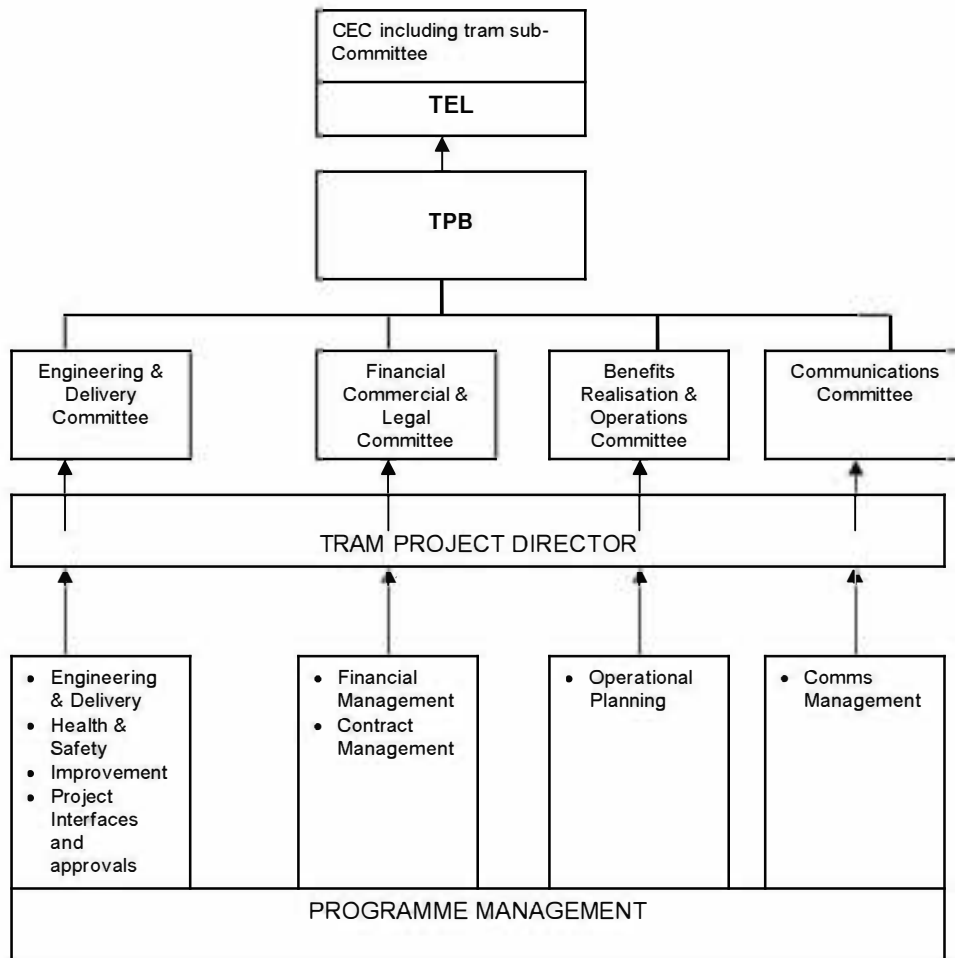 CEC including tram sub-
Committee
TEL
TPB
Engineering &
Delivery
Committee
Financial
Commercial &
Legal
Committee
Benefits
Realisation &
Operations
Committee
Communications
Committee
TRAM PROJECT DIRECTOR
• Engineering
& Delivery
• Health &
Safety
• Improvement
• Project
Interfaces
and
approvals
• Financial
Management
• Contract
Management
• Operational
Planning
• Comms
Management
PROGRAMME MANAGEMENT